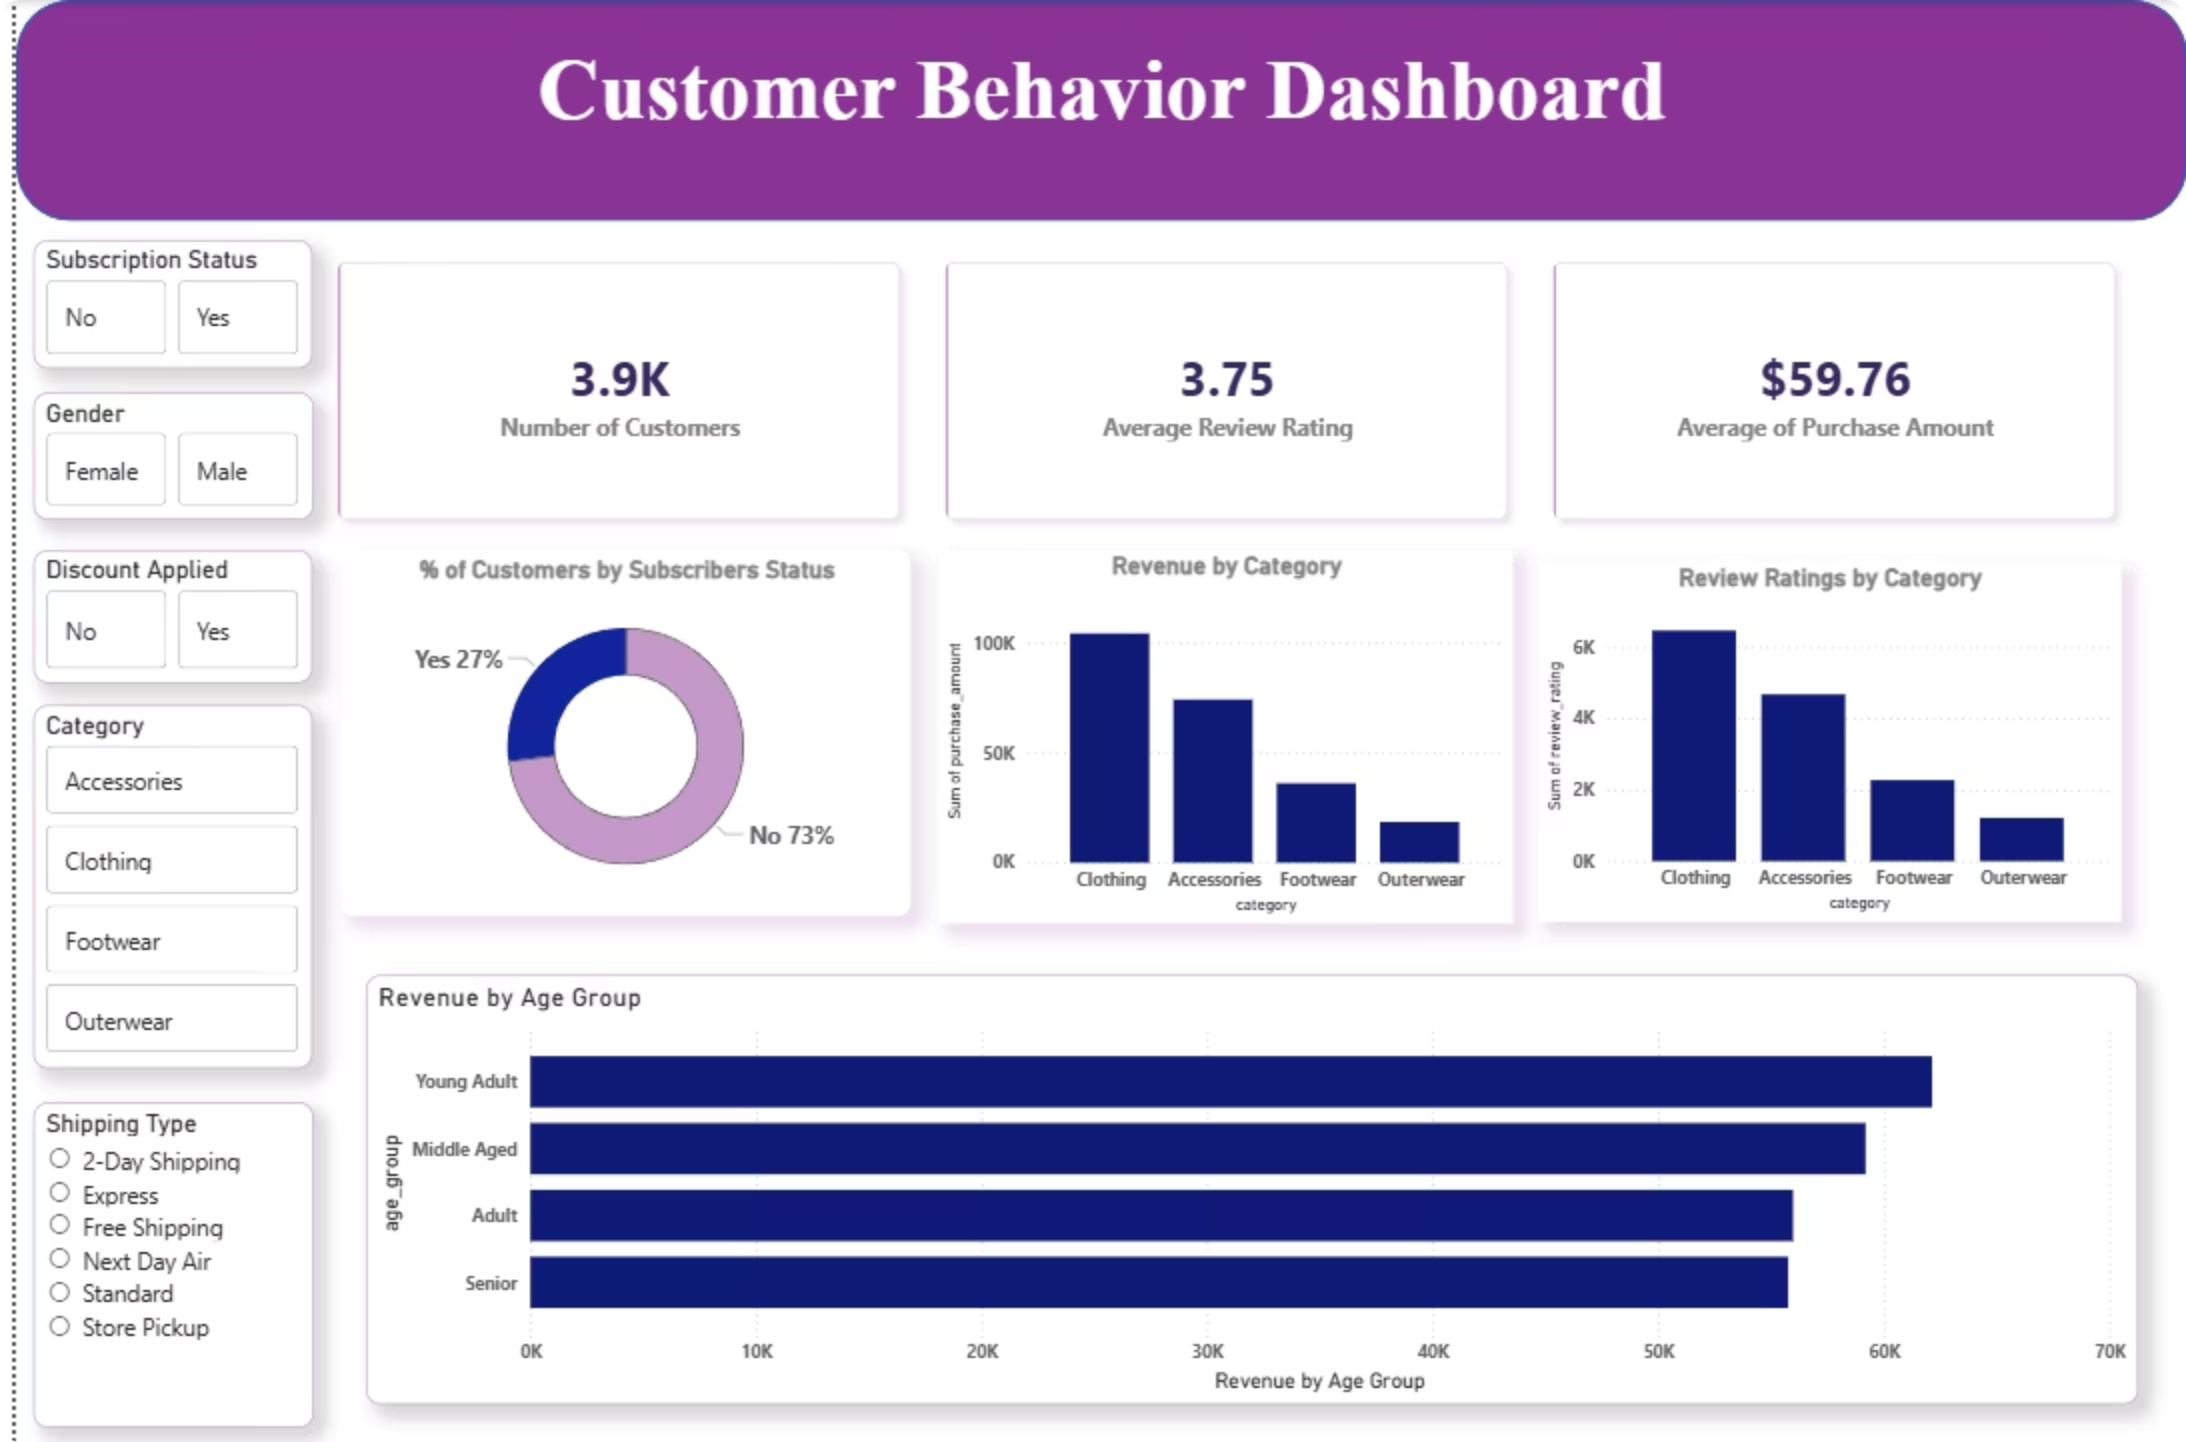 Customer Behavior Dashboard
Subscription Status
No
Yes
Gender
Female
Male
Discount Applied
No
Yes
Category
Accessories
Clothing
Footwear
Outerwear
Shipping Type
2-Day Shipping
Express
Free Shipping
Next Day Air
Standard
Store Pickup
3.9K
Number of Customers
3.75
Average Review Rating
$59.76
Average of Purchase Amount
% of Customers by Subscribers Status
Yes 27%
No 73%
Revenue by Category
Sum of purchase_amount
100K
50K
0K
Clothing
Accessories
Footwear
Outerwear
category
Review Ratings by Category
Sum of review_rating
6K
4K
2K
0K
Clothing
Accessories
Footwear
Outerwear
category
Revenue by Age Group
age_group
Young Adult
Middle Aged
Adult
Senior
0K
10K
20K
30K
40K
50K
60K
70K
Revenue by Age Group